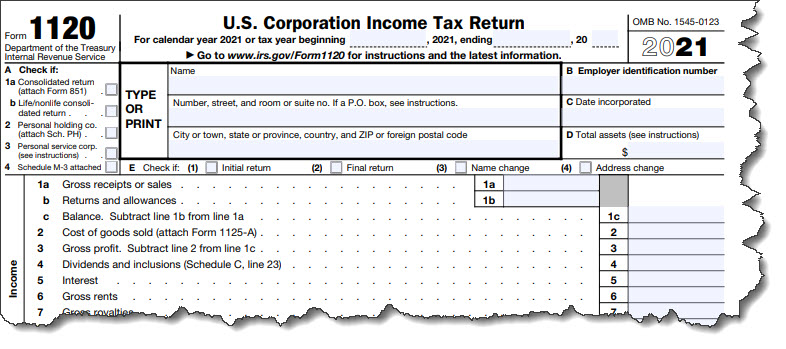 Form 1120
Department of the Treasury
Internal Revenue Service
U.S. Corporation Income Tax Return
For calendar year 2021 or tax year beginning , 2021, ending , 20
▶ Go to www.irs.gov/Form1120 for instructions and the latest information.
OMB No. 1545-0123
2021
A Check if:
1a Consolidated return
(attach Form 851) .
b Life/nonlife consoli-
dated return . . .
2 Personal holding co.
(attach Sch. PH) . .
3 Personal service corp.
(see instructions) . .
4 Schedule M-3 attached
TYPE
OR
PRINT
Name
Number, street, and room or suite no. If a P.O. box, see instructions.
City or town, state or province, country, and ZIP or foreign postal code
B Employer identification number
C Date incorporated
D Total assets (see instructions)
$
E Check if: (1) Initial return (2) Final return (3) Name change (4) Address change
Income
1a Gross receipts or sales . . . . . . . . . . 1a
b Returns and allowances . . . . . . . . . . 1b
c Balance. Subtract line 1b from line 1a . . . . . . . . . . 1c
2 Cost of goods sold (attach Form 1125-A) . . . . . . . . . . 2
3 Gross profit. Subtract line 2 from line 1c . . . . . . . . . . 3
4 Dividends and inclusions (Schedule C, line 23) . . . . . . . . . . 4
5 Interest . . . . . . . . . . 5
6 Gross rents . . . . . . . . . . 6
7 Gross royalties . . . . . . . . . . 7